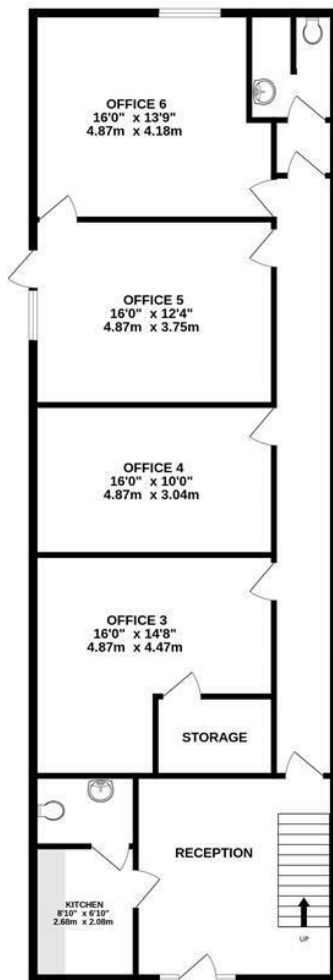 OFFICE 6
16'0" x 13'9"
4.87m x 4.18m
OFFICE 5
16'0" x 12'4"
4.87m x 3.75m
OFFICE 4
16'0" x 10'0"
4.87m x 3.04m
OFFICE 3
16'0" x 14'8"
4.87m x 4.47m
STORAGE
RECEPTION
KITCHEN
8'10" x 6'10"
2.68m x 2.08m
UP